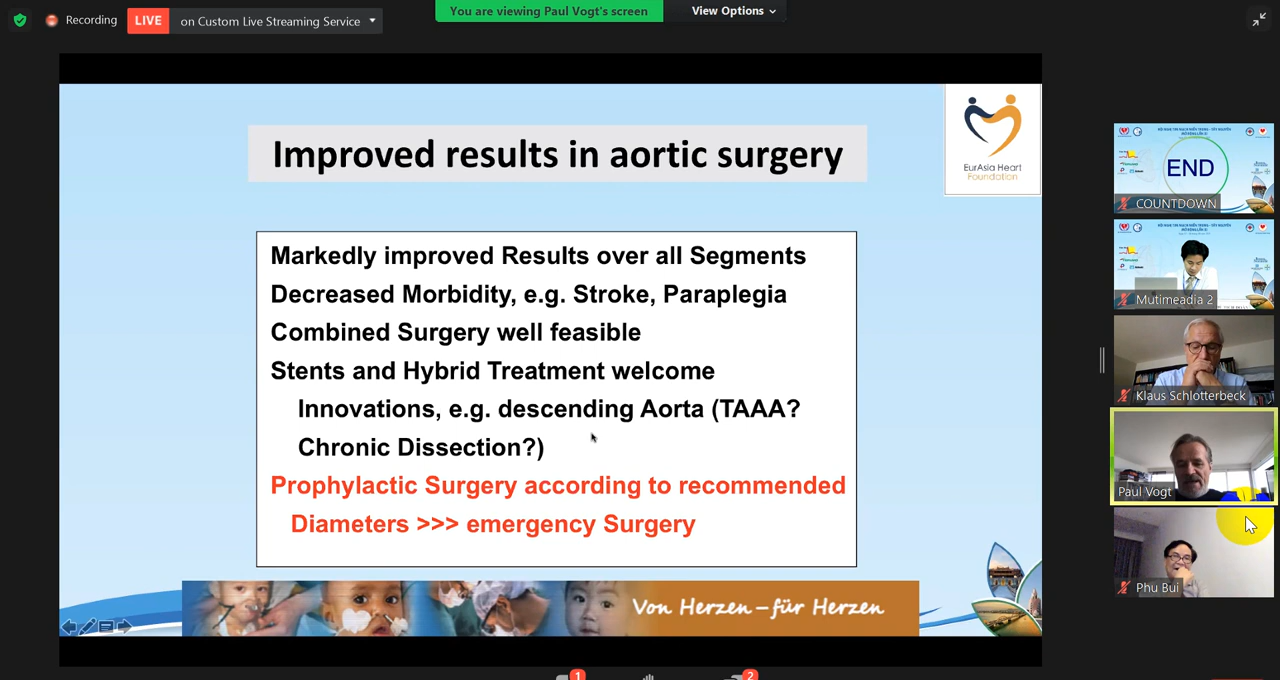 Recording
LIVE
on Custom Live Streaming Service
You are viewing Paul Vogt's screen
View Options
Improved results in aortic surgery
EurAsia Heart
Foundation
Markedly improved Results over all Segments
Decreased Morbidity, e.g. Stroke, Paraplegia
Combined Surgery well feasible
Stents and Hybrid Treatment welcome
Innovations, e.g. descending Aorta (TAAA?
Chronic Dissection?)
Prophylactic Surgery according to recommended
Diameters >>> emergency Surgery
Von Herzen – für Herzen
END
COUNTDOWN
Mutimeadia 2
Klaus Schlotterbeck
Paul Vogt
Phu Bui
1
2